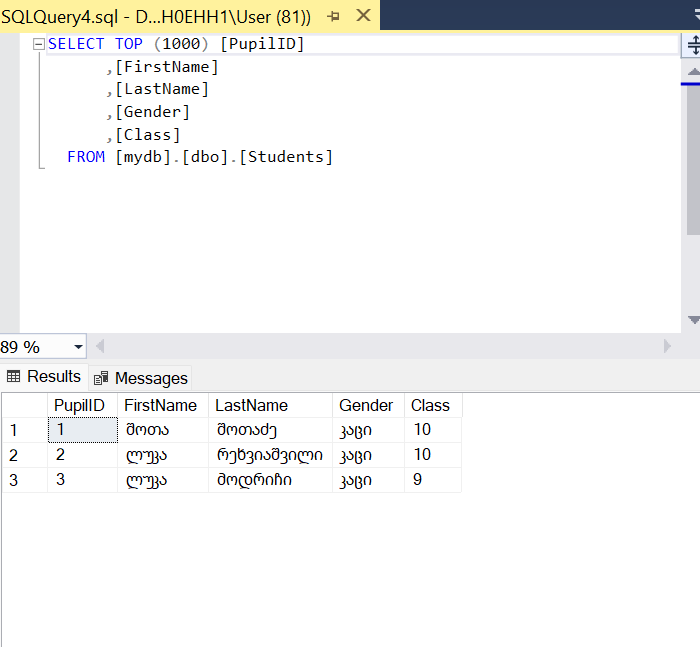 SQLQuery4.sql - D...H0EHH1\User (81))
SELECT TOP (1000) [PupilID]
,[FirstName]
,[LastName]
,[Gender]
,[Class]
FROM [mydb].[dbo].[Students]
89 %
Results Messages
PupilID FirstName LastName Gender Class
1 1 შოთა შოთაძე კაცი 10
2 2 ლუკა რეხვიაშვილი კაცი 10
3 3 ლუკა მოდრიჩი კაცი 9